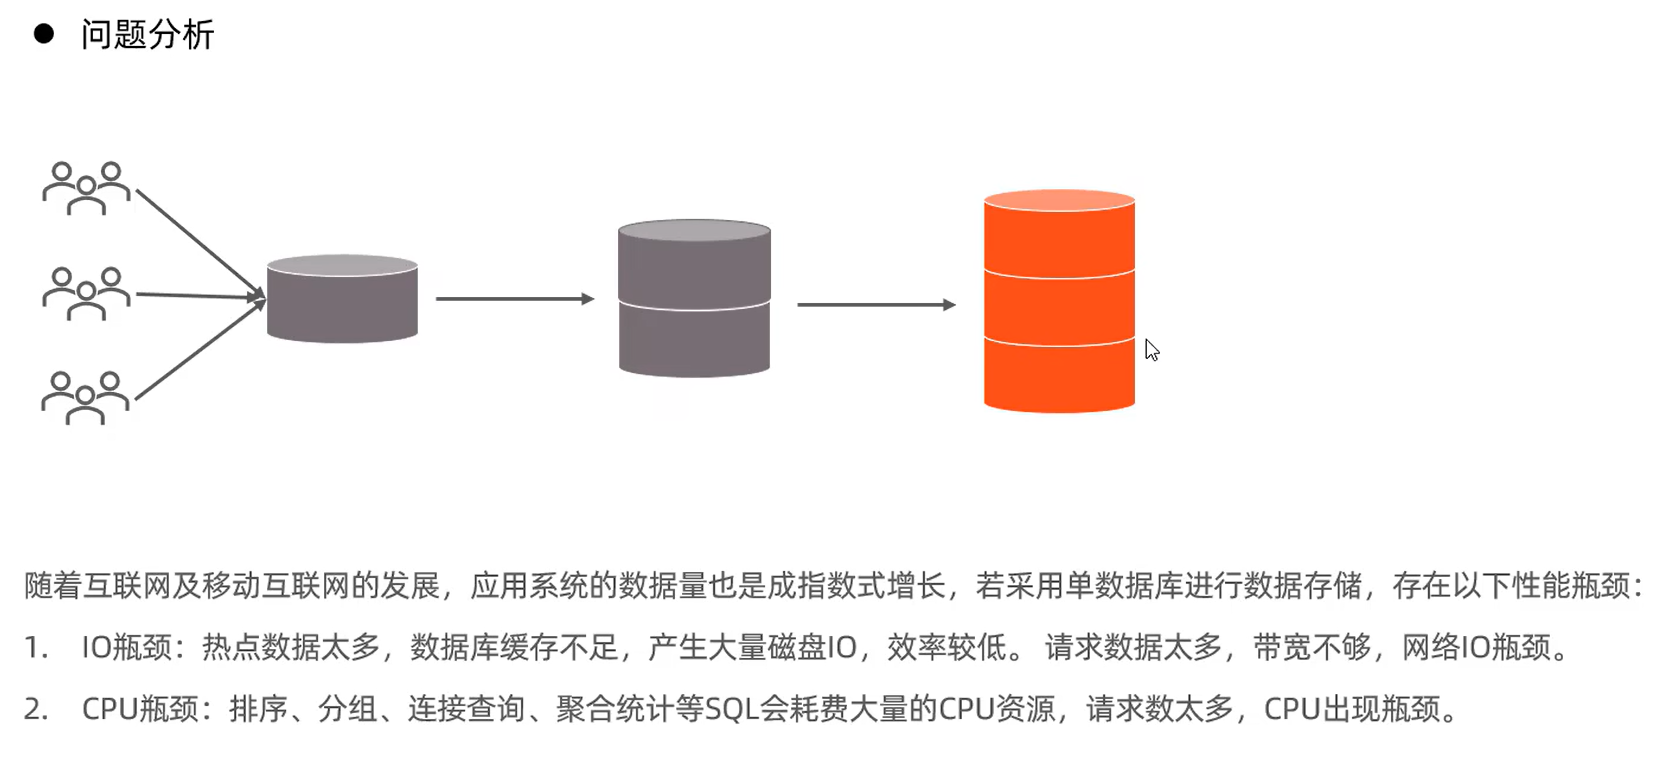 ● 问题分析
随着互联网及移动互联网的发展，应用系统的数据量也是成指数式增长，若采用单数据库进行数据存储，存在以下性能瓶颈：
1. IO瓶颈：热点数据太多，数据库缓存不足，产生大量磁盘IO，效率较低。 请求数据太多，带宽不够，网络IO瓶颈。
2. CPU瓶颈：排序、分组、连接查询、聚合统计等SQL会耗费大量的CPU资源，请求数太多，CPU出现瓶颈。